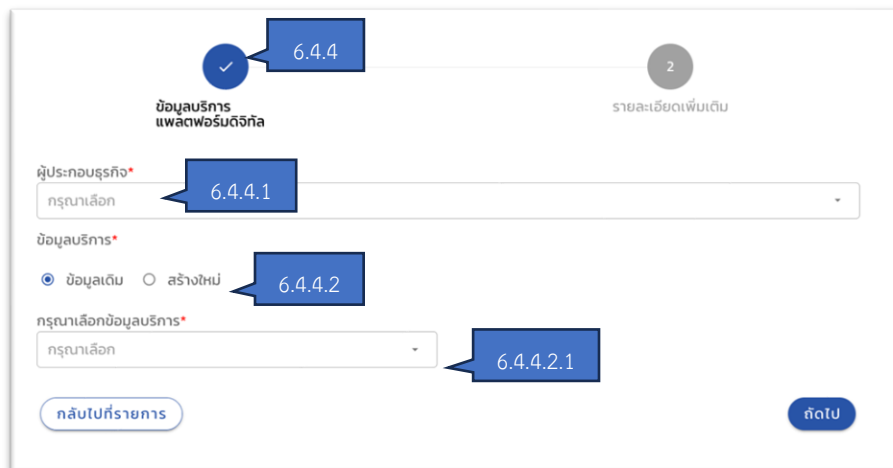 6.4.4
2
ข้อมูลบริการ
แพลตฟอร์มดิจิทัล
รายละเอียดเพิ่มเติม
ผู้ประกอบธุรกิจ*
กรุณาเลือก
6.4.4.1
ข้อมูลบริการ*
ข้อมูลเดิม
สร้างใหม่
6.4.4.2
กรุณาเลือกข้อมูลบริการ*
กรุณาเลือก
6.4.4.2.1
กลับไปที่รายการ
ถัดไป